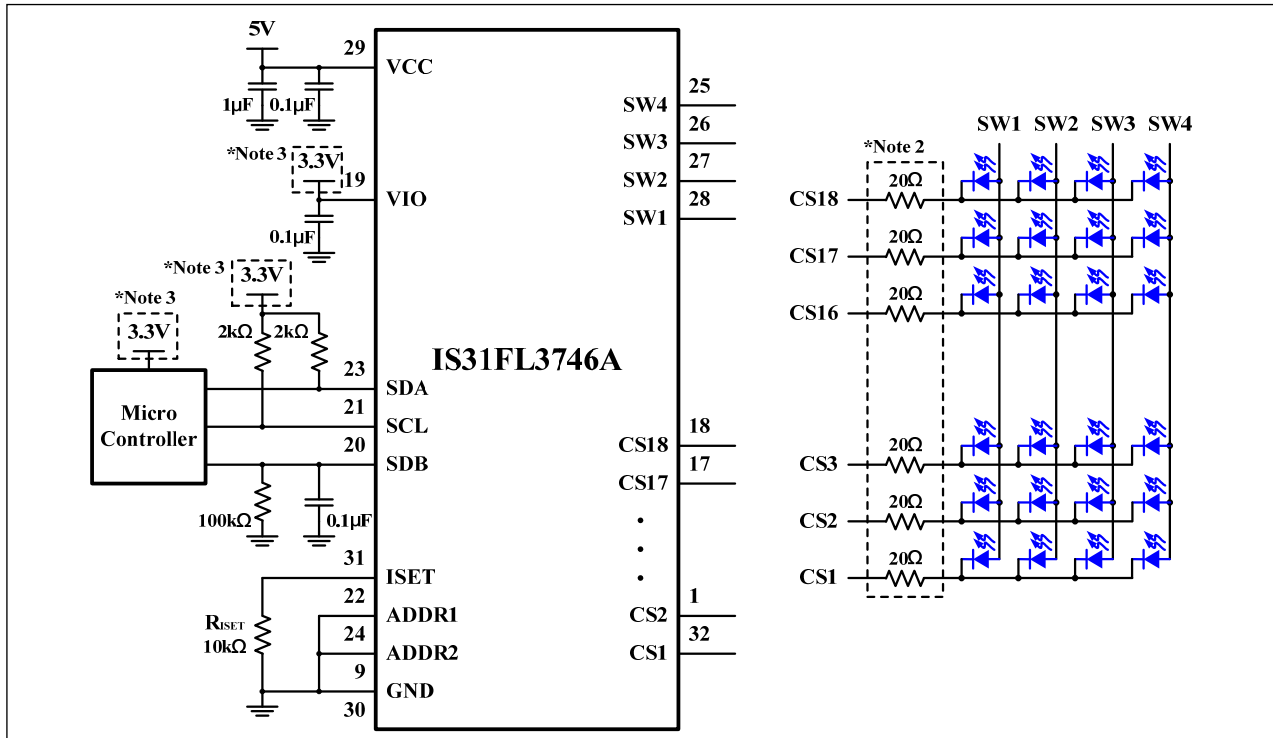 5V
29
VCC
1μF
0.1μF
*Note 3
3.3V
19
VIO
0.1μF
*Note 3
3.3V
*Note 3
3.3V
2kΩ
2kΩ
Micro
Controller
23
SDA
21
SCL
20
SDB
100kΩ
0.1μF
31
ISET
22
ADDR1
RISET
10kΩ
24
ADDR2
9
GND
30
IS31FL3746A
25
SW4
26
SW3
27
SW2
28
SW1
18
CS18
17
CS17
1
CS2
32
CS1
SW1 SW2 SW3 SW4
*Note 2
20Ω
CS18
20Ω
CS17
20Ω
CS16
20Ω
CS3
20Ω
CS2
20Ω
CS1